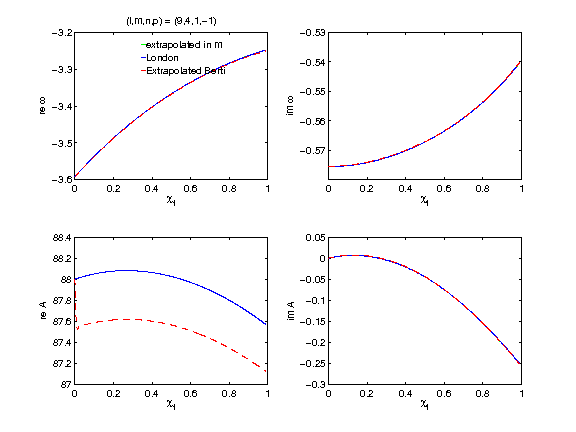 (l,m,n,p) = (9,4,1,−1)
−3.2
−3.3
−3.4
−3.5
−3.6
re ω
extrapolated in m
London
Extrapolated Berti
0 0.2 0.4 0.6 0.8 1
χf
−0.53
−0.54
−0.55
−0.56
−0.57
im ω
0 0.2 0.4 0.6 0.8 1
χf
88.4
88.2
88
87.8
87.6
87.4
87.2
87
re A
0 0.2 0.4 0.6 0.8 1
χf
0.05
0
−0.05
−0.1
−0.15
−0.2
−0.25
−0.3
im A
0 0.2 0.4 0.6 0.8 1
χf